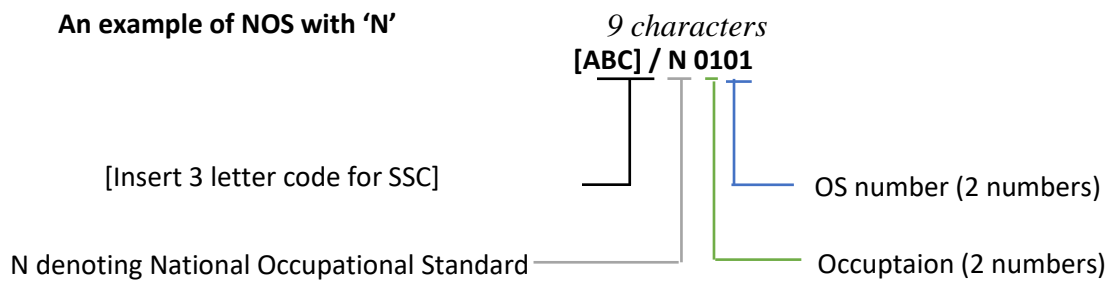 An example of NOS with ‘N’
9 characters
[ABC] / N 0101
[Insert 3 letter code for SSC]
OS number (2 numbers)
N denoting National Occupational Standard
Occuptaion (2 numbers)